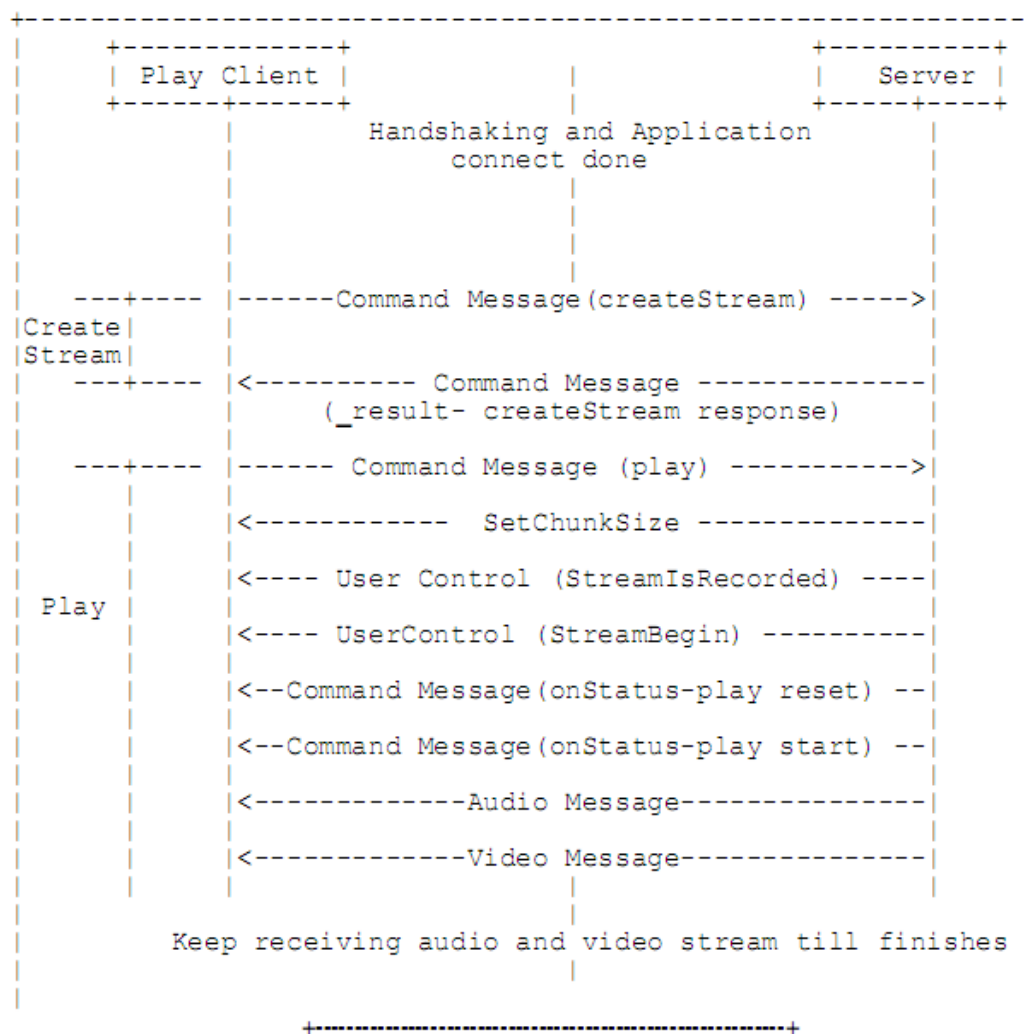 Play Client Server
Handshaking and Application
connect done
Command Message(createStream)
Create
Stream
Command Message
(_result- createStream response)
Command Message (play)
SetChunkSize
User Control (StreamIsRecorded)
Play
UserControl (StreamBegin)
Command Message(onStatus-play reset)
Command Message(onStatus-play start)
Audio Message
Video Message
Keep receiving audio and video stream till finishes